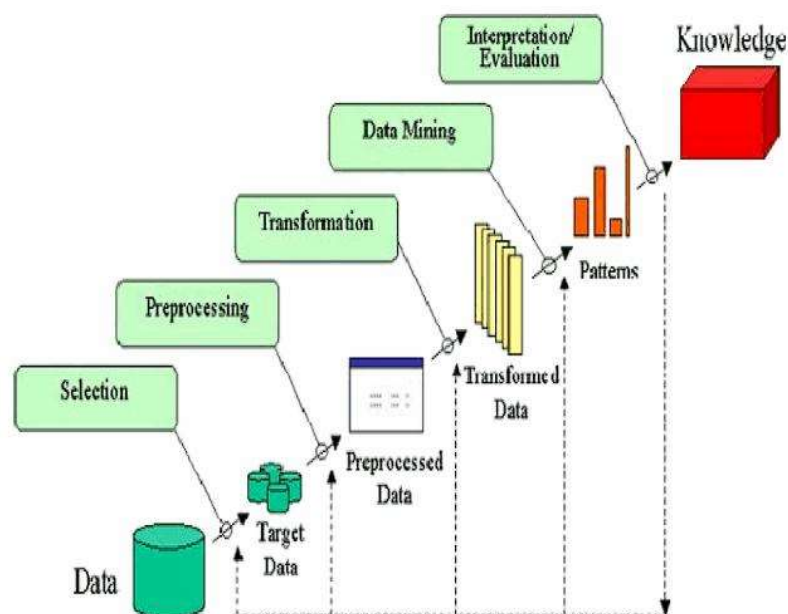 Interpretation/
Evaluation
Knowledge
Data Mining
Transformation
Patterns
Preprocessing
Transformed
Data
Selection
Preprocessed
Data
Target
Data
Data